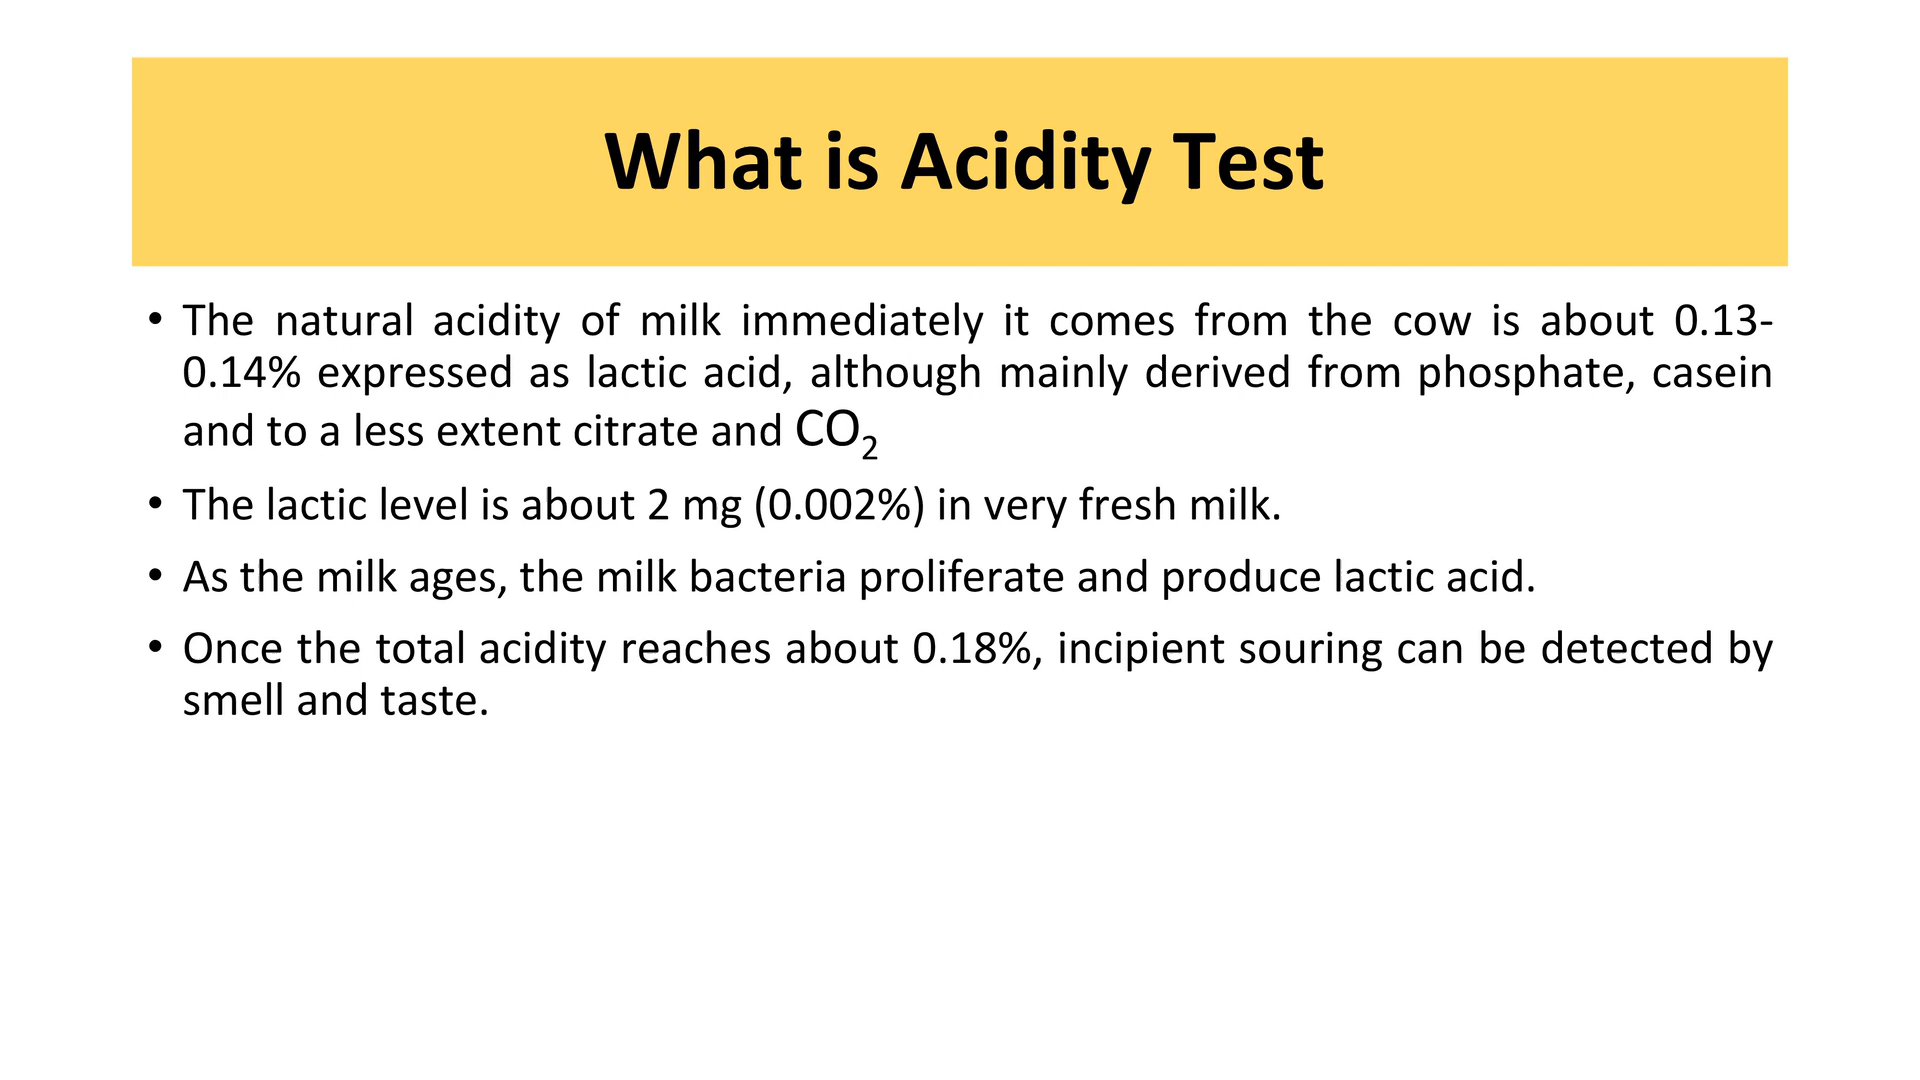 What is Acidity Test
• The natural acidity of milk immediately it comes from the cow is about 0.13-
0.14% expressed as lactic acid, although mainly derived from phosphate, casein
and to a less extent citrate and CO₂
• The lactic level is about 2 mg (0.002%) in very fresh milk.
• As the milk ages, the milk bacteria proliferate and produce lactic acid.
• Once the total acidity reaches about 0.18%, incipient souring can be detected by
smell and taste.